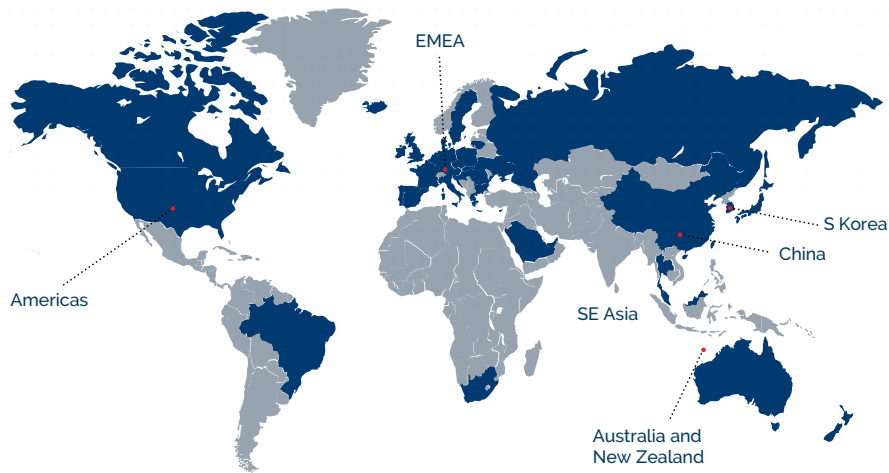 EMEA
S Korea
China
Americas
SE Asia
Australia and
New Zealand